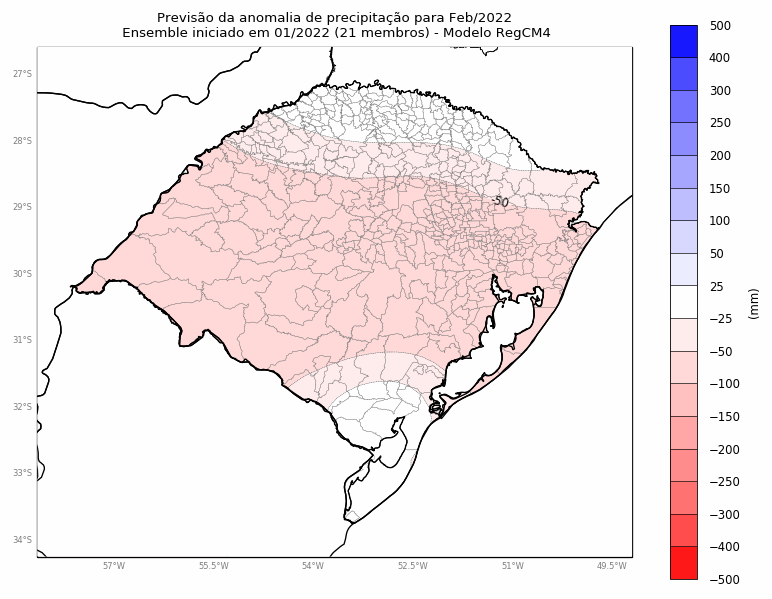 Previsão da anomalia de precipitação para Feb/2022
Ensemble iniciado em 01/2022 (21 membros) - Modelo RegCM4
27°S
28°S
29°S
30°S
31°S
32°S
33°S
34°S
57°W
55.5°W
54°W
52.5°W
51°W
49.5°W
-50
500
400
300
250
200
150
100
50
25
−25
−50
−100
−150
−200
−250
−300
−400
−500
(mm)